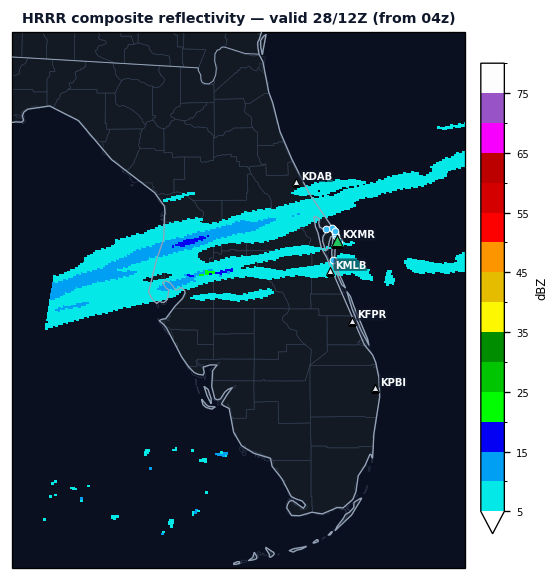 HRRR composite reflectivity — valid 28/12Z (from 04z)
KDAB
KXMR
KMLB
KFPR
KPBI
75
65
55
45
35
25
15
5
dBZ